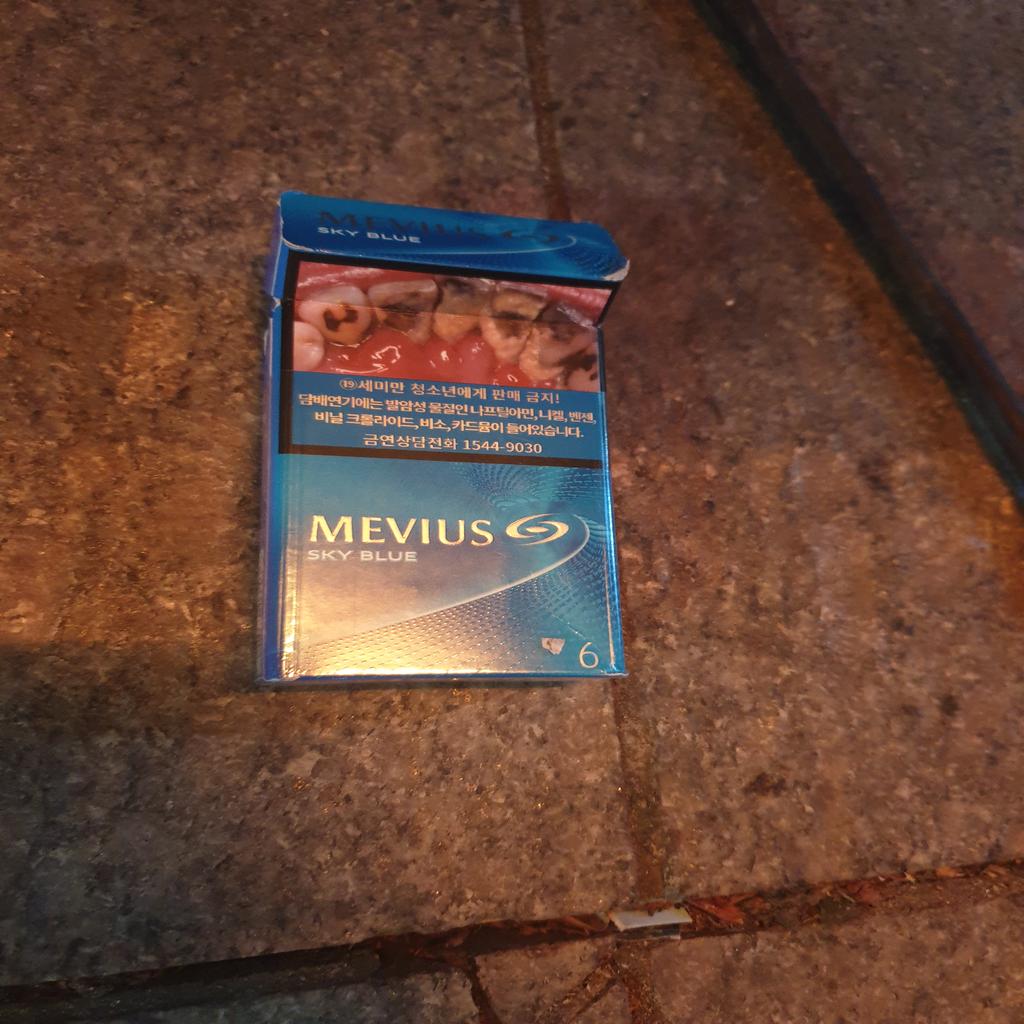 MEVIUS
SKY BLUE
⑲세미만 청소년에게 판매 금지!
담배연기에는 발암성 물질인 나프틸아민, 니켈, 벤젠,
비닐 크롤라이드, 비소, 카드뮴이 들어있습니다.
금연상담전화 1544-9030
MEVIUS
SKY BLUE
6